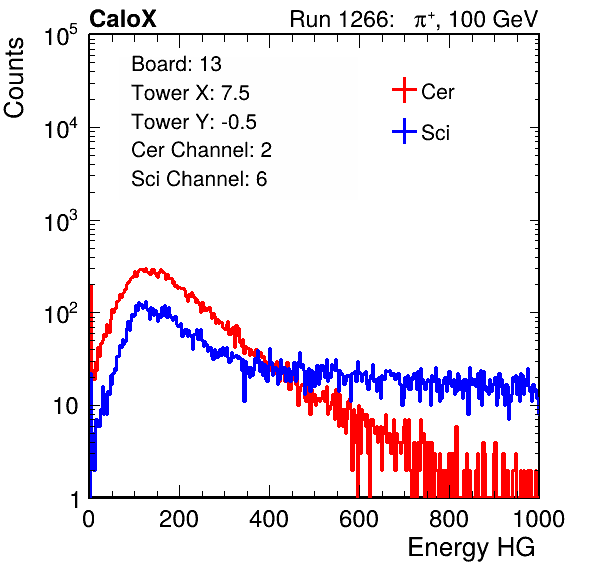 CaloX Run 1266: π⁺, 100 GeV
Board: 13
Tower X: 7.5
Tower Y: -0.5
Cer Channel: 2
Sci Channel: 6
Cer
Sci
Counts
10⁵
10⁴
10³
10²
10
1
0 200 400 600 800 1000
Energy HG